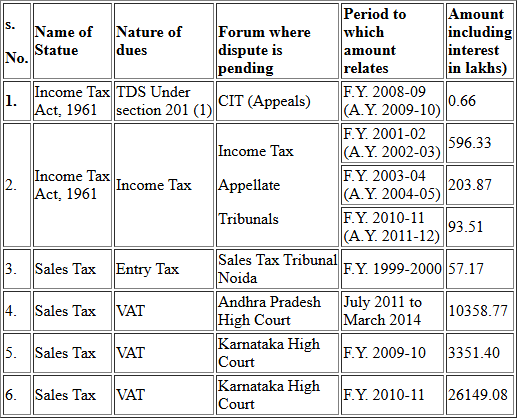 s.
No.
Name of
Statue
Nature of
dues
Forum where
dispute is
pending
Period to
which
amount
relates
Amount
including
interest
in lakhs)
1.
Income Tax
Act, 1961
TDS Under
section 201 (1)
CIT (Appeals)
F.Y. 2008-09
(A.Y. 2009-10)
0.66
2.
Income Tax
Act, 1961
Income Tax
Income Tax
Appellate
Tribunals
F.Y. 2001-02
(A.Y. 2002-03)
596.33
F.Y. 2003-04
(A.Y. 2004-05)
203.87
F.Y. 2010-11
(A.Y. 2011-12)
93.51
3.
Sales Tax
Entry Tax
Sales Tax Tribunal
Noida
F.Y. 1999-2000
57.17
4.
Sales Tax
VAT
Andhra Pradesh
High Court
July 2011 to
March 2014
10358.77
5.
Sales Tax
VAT
Karnataka High
Court
F.Y. 2009-10
3351.40
6.
Sales Tax
VAT
Karnataka High
Court
F.Y. 2010-11
26149.08